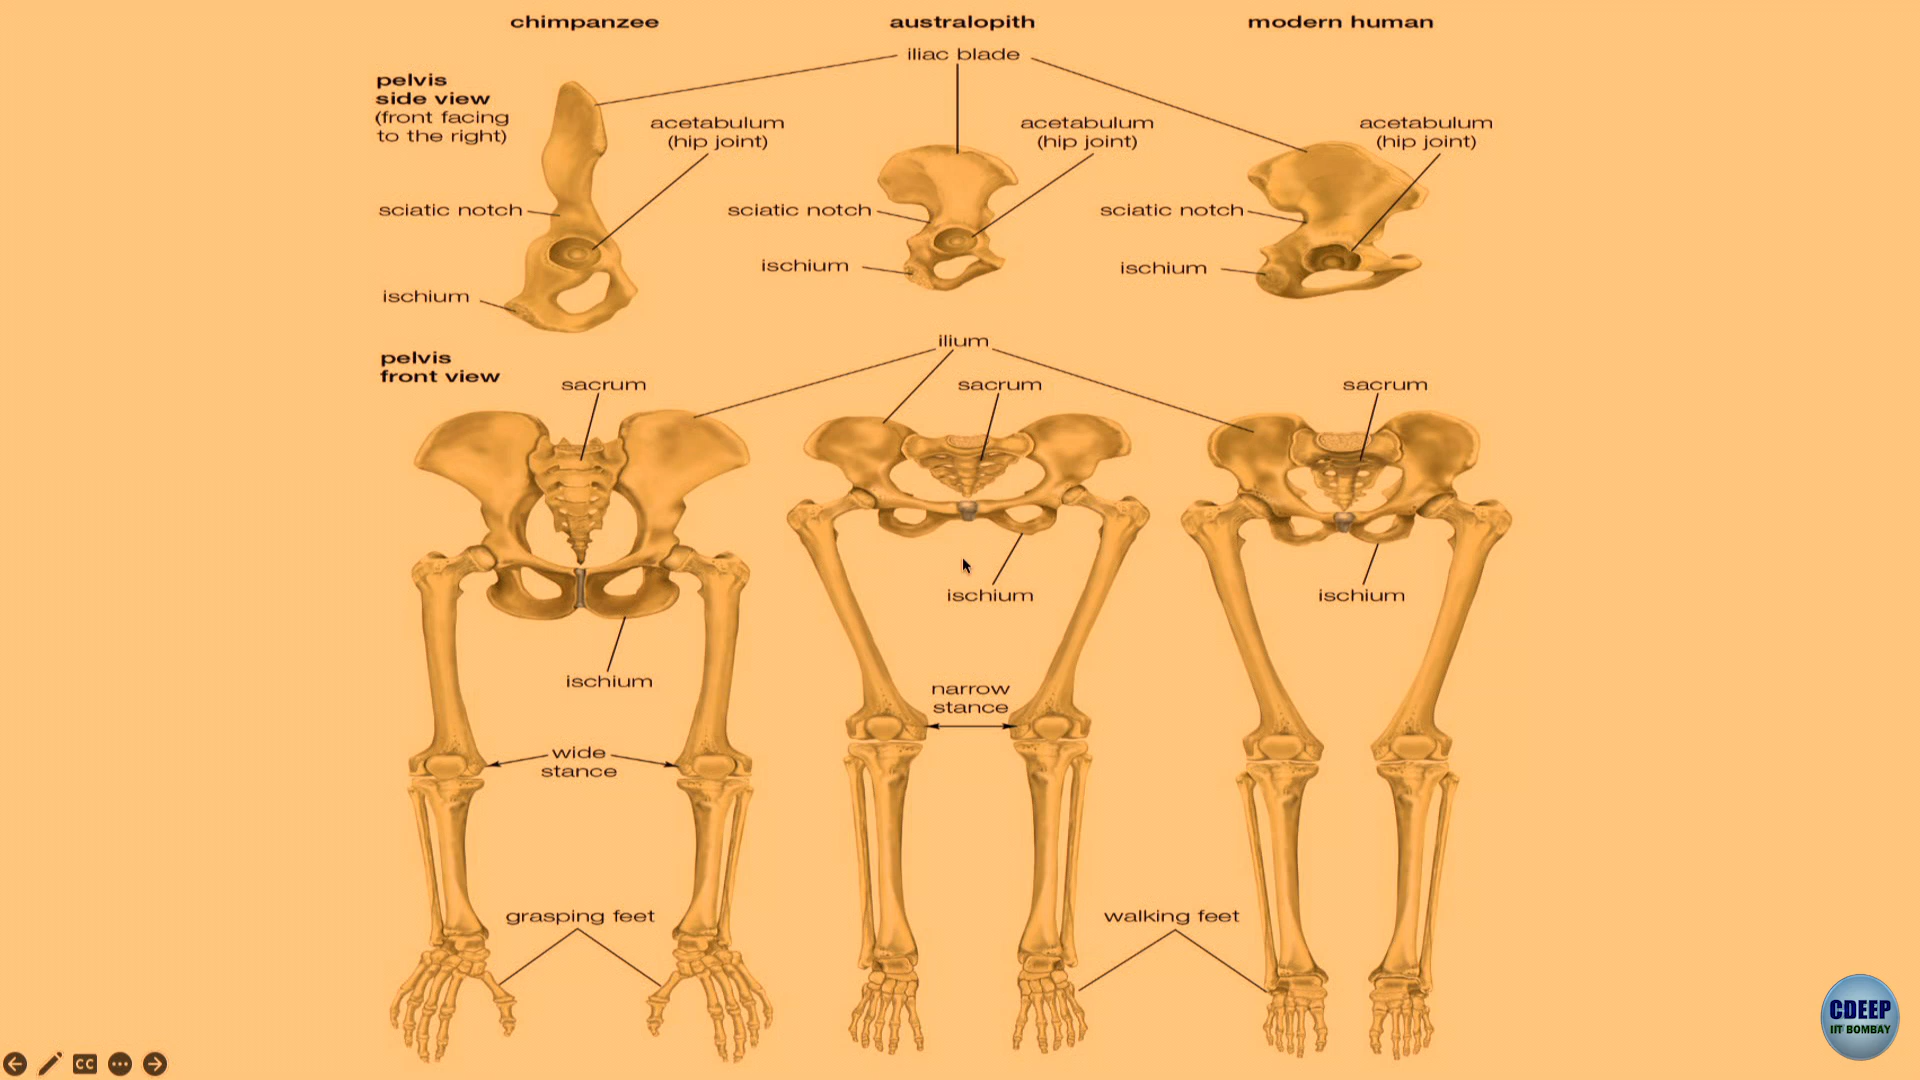 chimpanzee
australopith
modern human
iliac blade
pelvis
side view
(front facing
to the right)
acetabulum
(hip joint)
acetabulum
(hip joint)
acetabulum
(hip joint)
sciatic notch
sciatic notch
sciatic notch
ischium
ischium
ischium
ilium
pelvis
front view
sacrum
sacrum
sacrum
ischium
ischium
ischium
narrow
stance
wide
stance
grasping feet
walking feet
CDEEP
IIT BOMBAY
CC